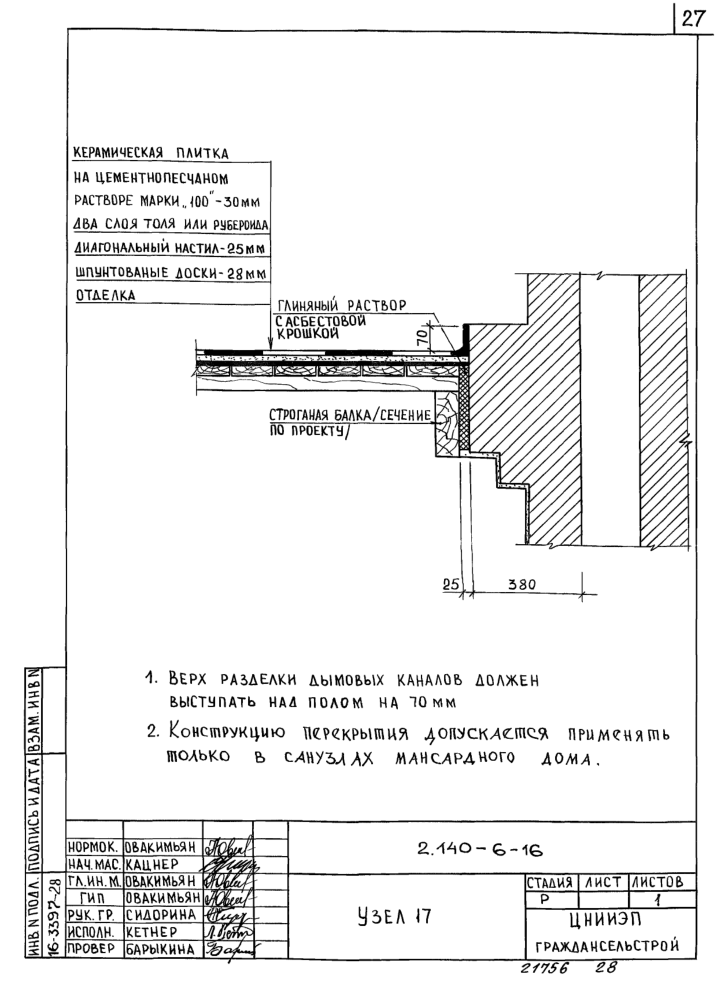 27
КЕРАМИЧЕСКАЯ ПЛИТКА
НА ЦЕМЕНТНОПЕСЧАНОМ
РАСТВОРЕ МАРКИ „100"-30мм
ДВА СЛОЯ ТОЛЯ ИЛИ РУБЕРОИДА
ДИАГОНАЛЬНЫЙ НАСТИЛ-25мм
ШПУНТОВАНЫЕ ДОСКИ-28мм
ОТДЕЛКА
ГЛИНЯНЫЙ РАСТВОР
С АСБЕСТОВОЙ
КРОШКОЙ
70
СТРОГАНАЯ БАЛКА/СЕЧЕНИЕ
ПО ПРОЕКТУ/
25 380
1. ВЕРХ РАЗДЕЛКИ ДЫМОВЫХ КАНАЛОВ ДОЛЖЕН
ВЫСТУПАТЬ НАД ПОЛОМ НА 70 мм
2. КОНСТРУКЦИЮ ПЕРЕКРЫТИЯ ДОПУСКАЕТСЯ ПРИМЕНЯТЬ
ТОЛЬКО В САНУЗЛАХ МАНСАРДНОГО ДОМА.
ИНВ N ПОДЛ. ПОДПИСЬ И ДАТА ВЗАМ. ИНВ N
16-3397-28
НОРМОК. ОВАКИМЬЯН
НАЧ. МАС. КАЦНЕР
ГЛ. ИН. М. ОВАКИМЬЯН
ГИП ОВАКИМЬЯН
РУК. ГР. СИДОРИНА
ИСПОЛН. КЕТНЕР
ПРОВЕР БАРЫКИНА
2.140-6-16
УЗЕЛ 17
СТАДИЯ ЛИСТ ЛИСТОВ
Р 1
ЦНИИЭП
ГРАЖДАНСЕЛЬСТРОЙ
21756 28